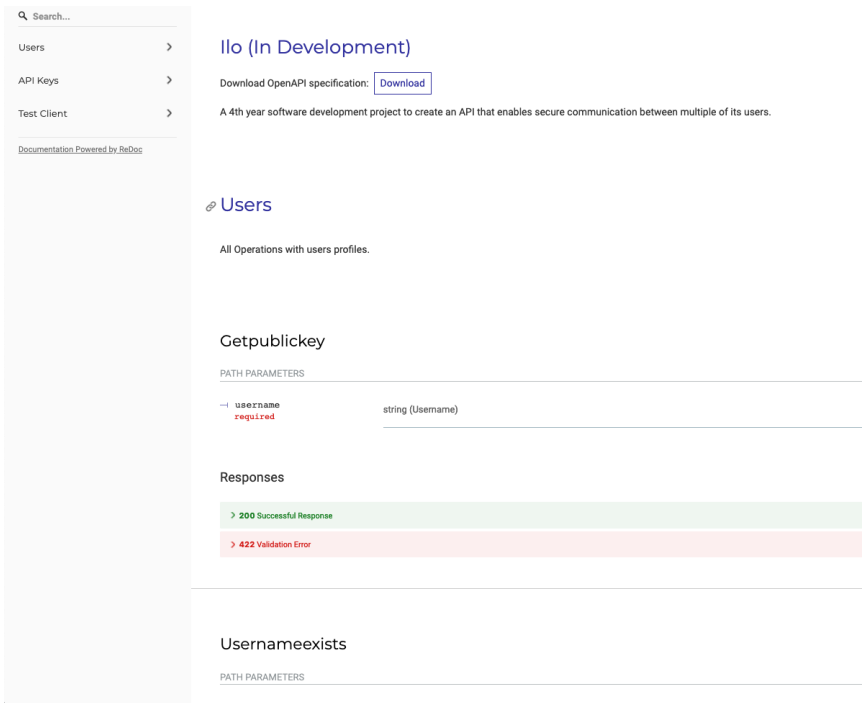 Search...
Users
API Keys
Test Client
Documentation Powered by ReDoc
Ilo (In Development)
Download OpenAPI specification: Download
A 4th year software development project to create an API that enables secure communication between multiple of its users.
Users
All Operations with users profiles.
Getpublickey
PATH PARAMETERS
username
required
string (Username)
Responses
200 Successful Response
422 Validation Error
Usernameexists
PATH PARAMETERS